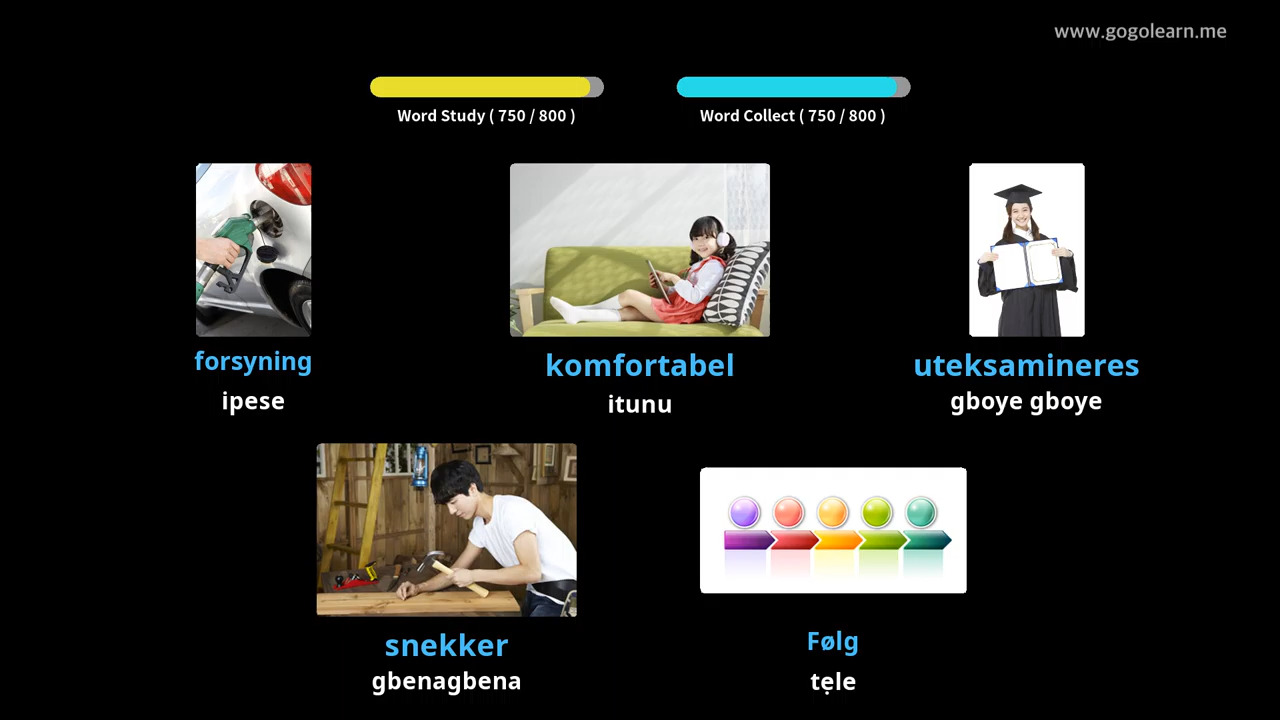 www.gogolearn.me
Word Study ( 750 / 800 )
Word Collect ( 750 / 800 )
forsyning
ipese
komfortabel
itunu
uteksamineres
gboye gboye
snekker
gbenagbena
Følg
tẹle